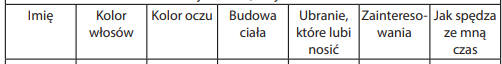 Imię
Kolor
włosów
Kolor oczu
Budowa
ciała
Ubranie,
które lubi
nosić
Zaintereso-
wania
Jak spędza
ze mną
czas